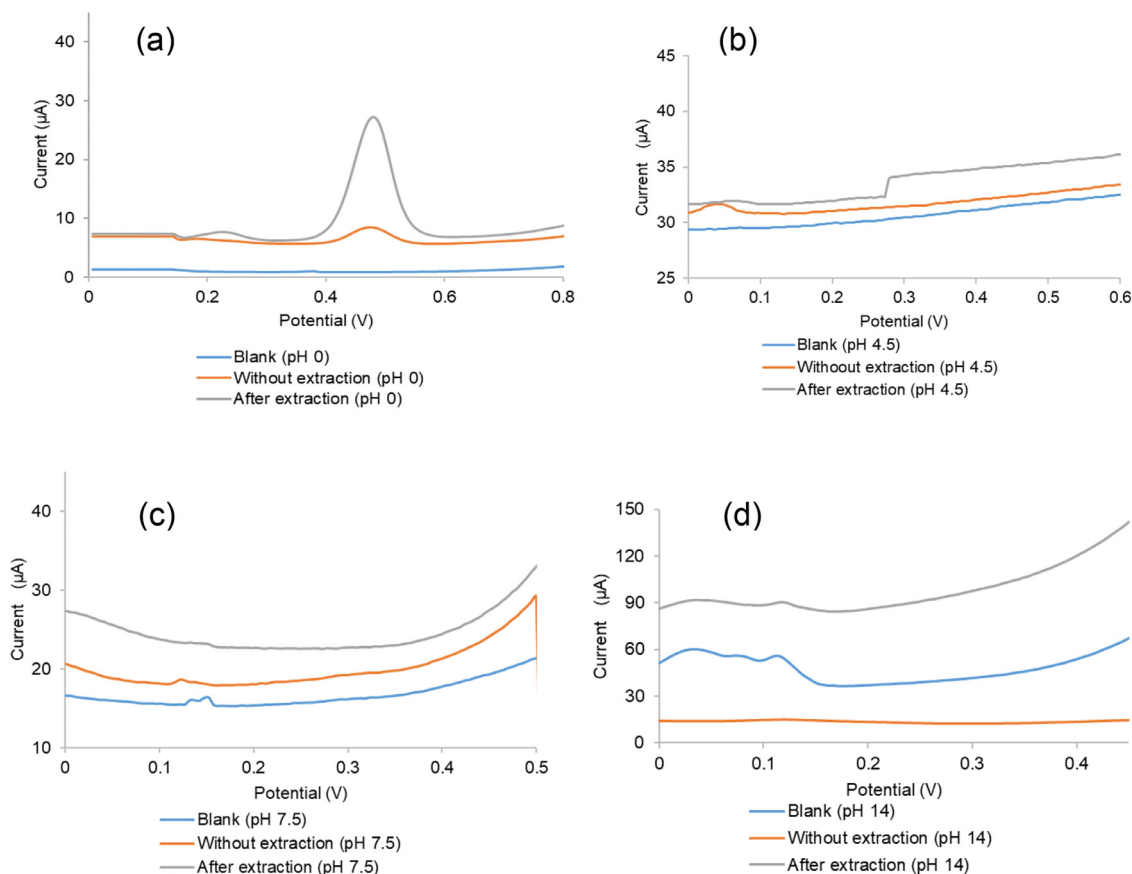 (a)
40
30
20
10
0
Current (µA)
0 0.2 0.4 0.6 0.8
Potential (V)
Blank (pH 0)
Without extraction (pH 0)
After extraction (pH 0)
(b)
45
40
35
30
25
Current (µA)
0 0.1 0.2 0.3 0.4 0.5 0.6
Potential (V)
Blank (pH 4.5)
Without extraction (pH 4.5)
After extraction (pH 4.5)
(c)
40
30
20
10
Current (µA)
0 0.1 0.2 0.3 0.4 0.5
Potential (V)
Blank (pH 7.5)
Without extraction (pH 7.5)
After extraction (pH 7.5)
(d)
150
120
90
60
30
0
Current (µA)
0 0.1 0.2 0.3 0.4
Potential (V)
Blank (pH 14)
Without extraction (pH 14)
After extraction (pH 14)